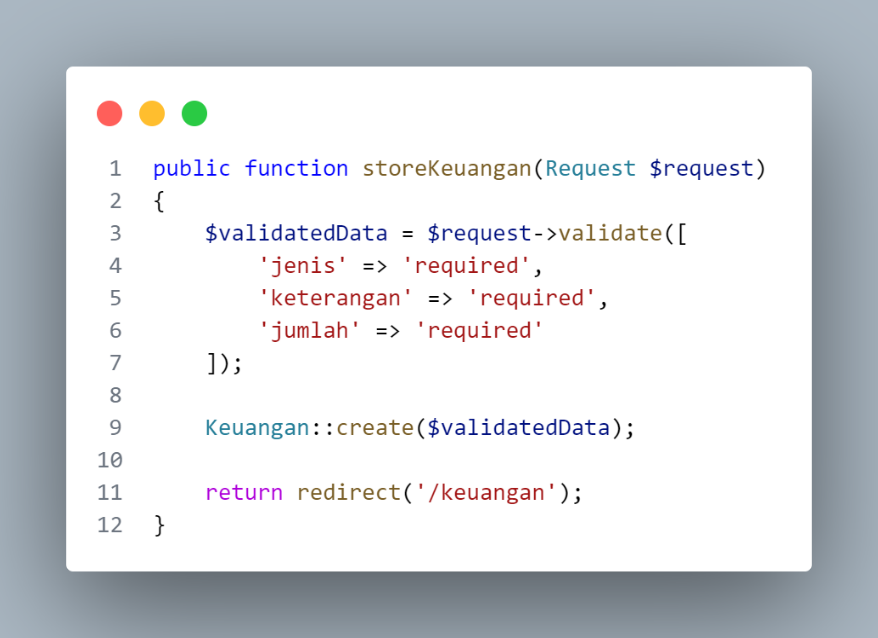 1 public function storeKeuangan(Request $request)
2 {
3     $validatedData = $request->validate([
4         'jenis' => 'required',
5         'keterangan' => 'required',
6         'jumlah' => 'required'
7     ]);
8
9     Keuangan::create($validatedData);
10
11     return redirect('/keuangan');
12 }